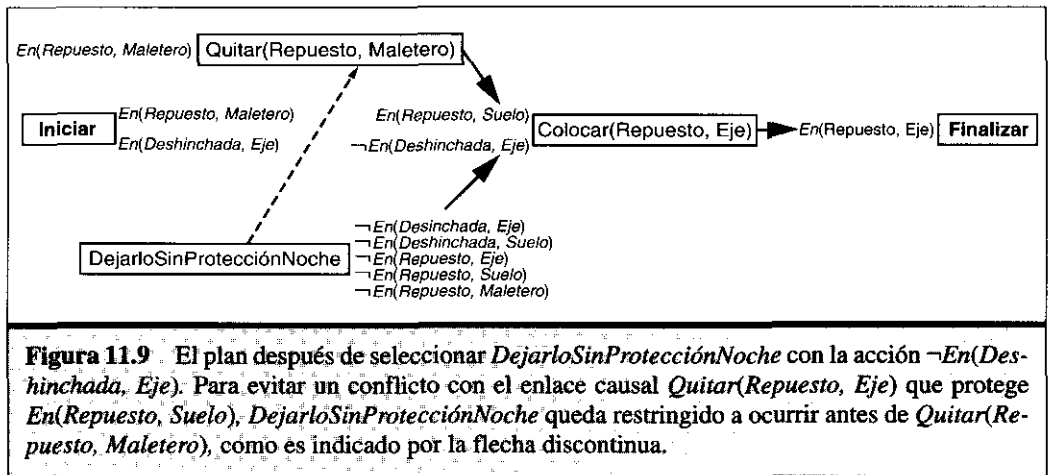 En(Repuesto, Maletero) Quitar(Repuesto, Maletero)
Iniciar
En(Repuesto, Maletero)
En(Deshinchada, Eje)
En(Repuesto, Suelo)
¬En(Deshinchada, Eje)
Colocar(Repuesto, Eje)
En(Repuesto, Eje) Finalizar
DejarloSinProtecciónNoche
¬En(Desinchada, Eje)
¬En(Deshinchada, Suelo)
¬En(Repuesto, Eje)
¬En(Repuesto, Suelo)
¬En(Repuesto, Maletero)
Figura 11.9 El plan después de seleccionar DejarloSinProtecciónNoche con la acción ¬En(Des-
hinchada, Eje). Para evitar un conflicto con el enlace causal Quitar(Repuesto, Eje) que protege
En(Repuesto, Suelo), DejarloSinProtecciónNoche queda restringido a ocurrir antes de Quitar(Re-
puesto, Maletero), como es indicado por la flecha discontinua.